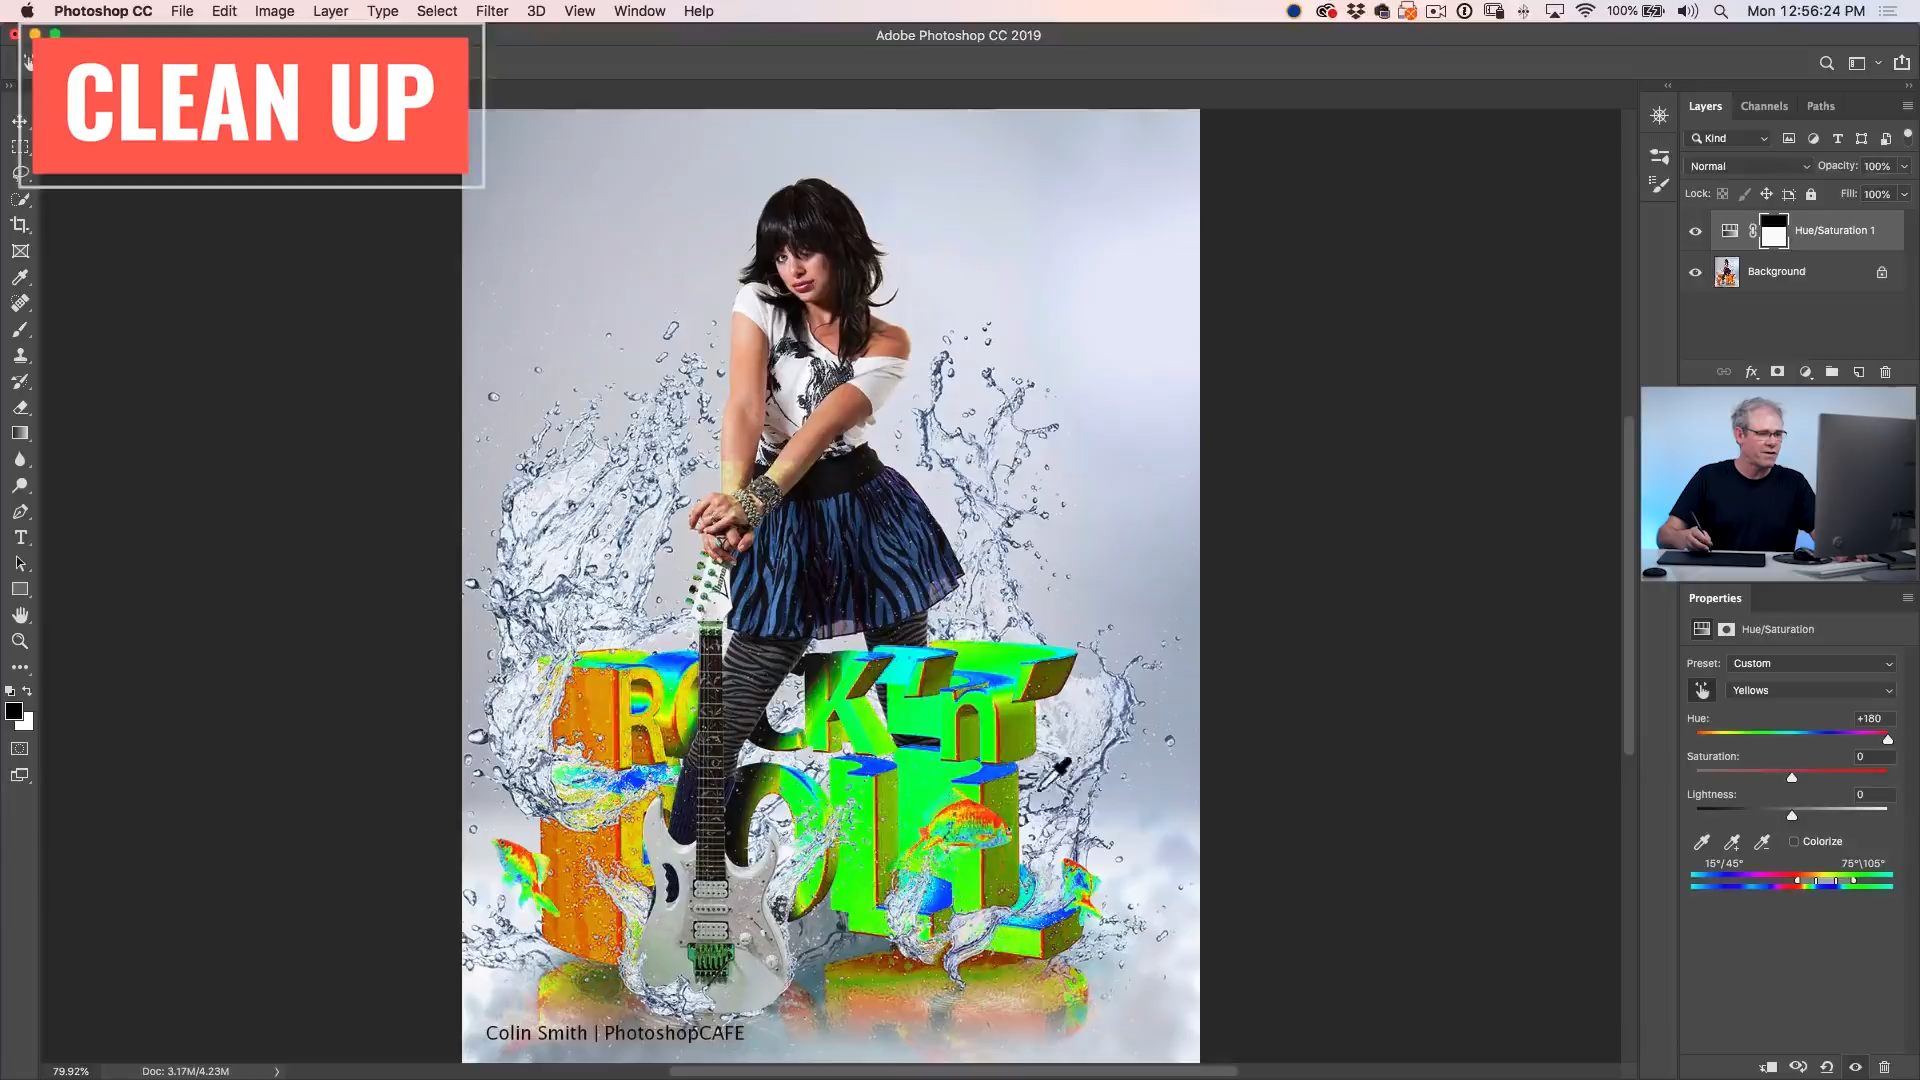 Photoshop CC File Edit Image Layer Type Select Filter 3D View Window Help 100% Mon 12:56:24 PM
Adobe Photoshop CC 2019
CLEAN UP
Layers Channels Paths
Kind
Normal Opacity: 100%
Lock: Fill: 100%
Hue/Saturation 1
Background
ROCK 'n'
ROLL
Properties
Hue/Saturation
Preset: Custom
Yellows
Hue: +180
Saturation: 0
Lightness: 0
Colorize
15°/45° 75°\105°
Colin Smith | PhotoshopCAFE
79.92% Doc: 3.17M/4.23M